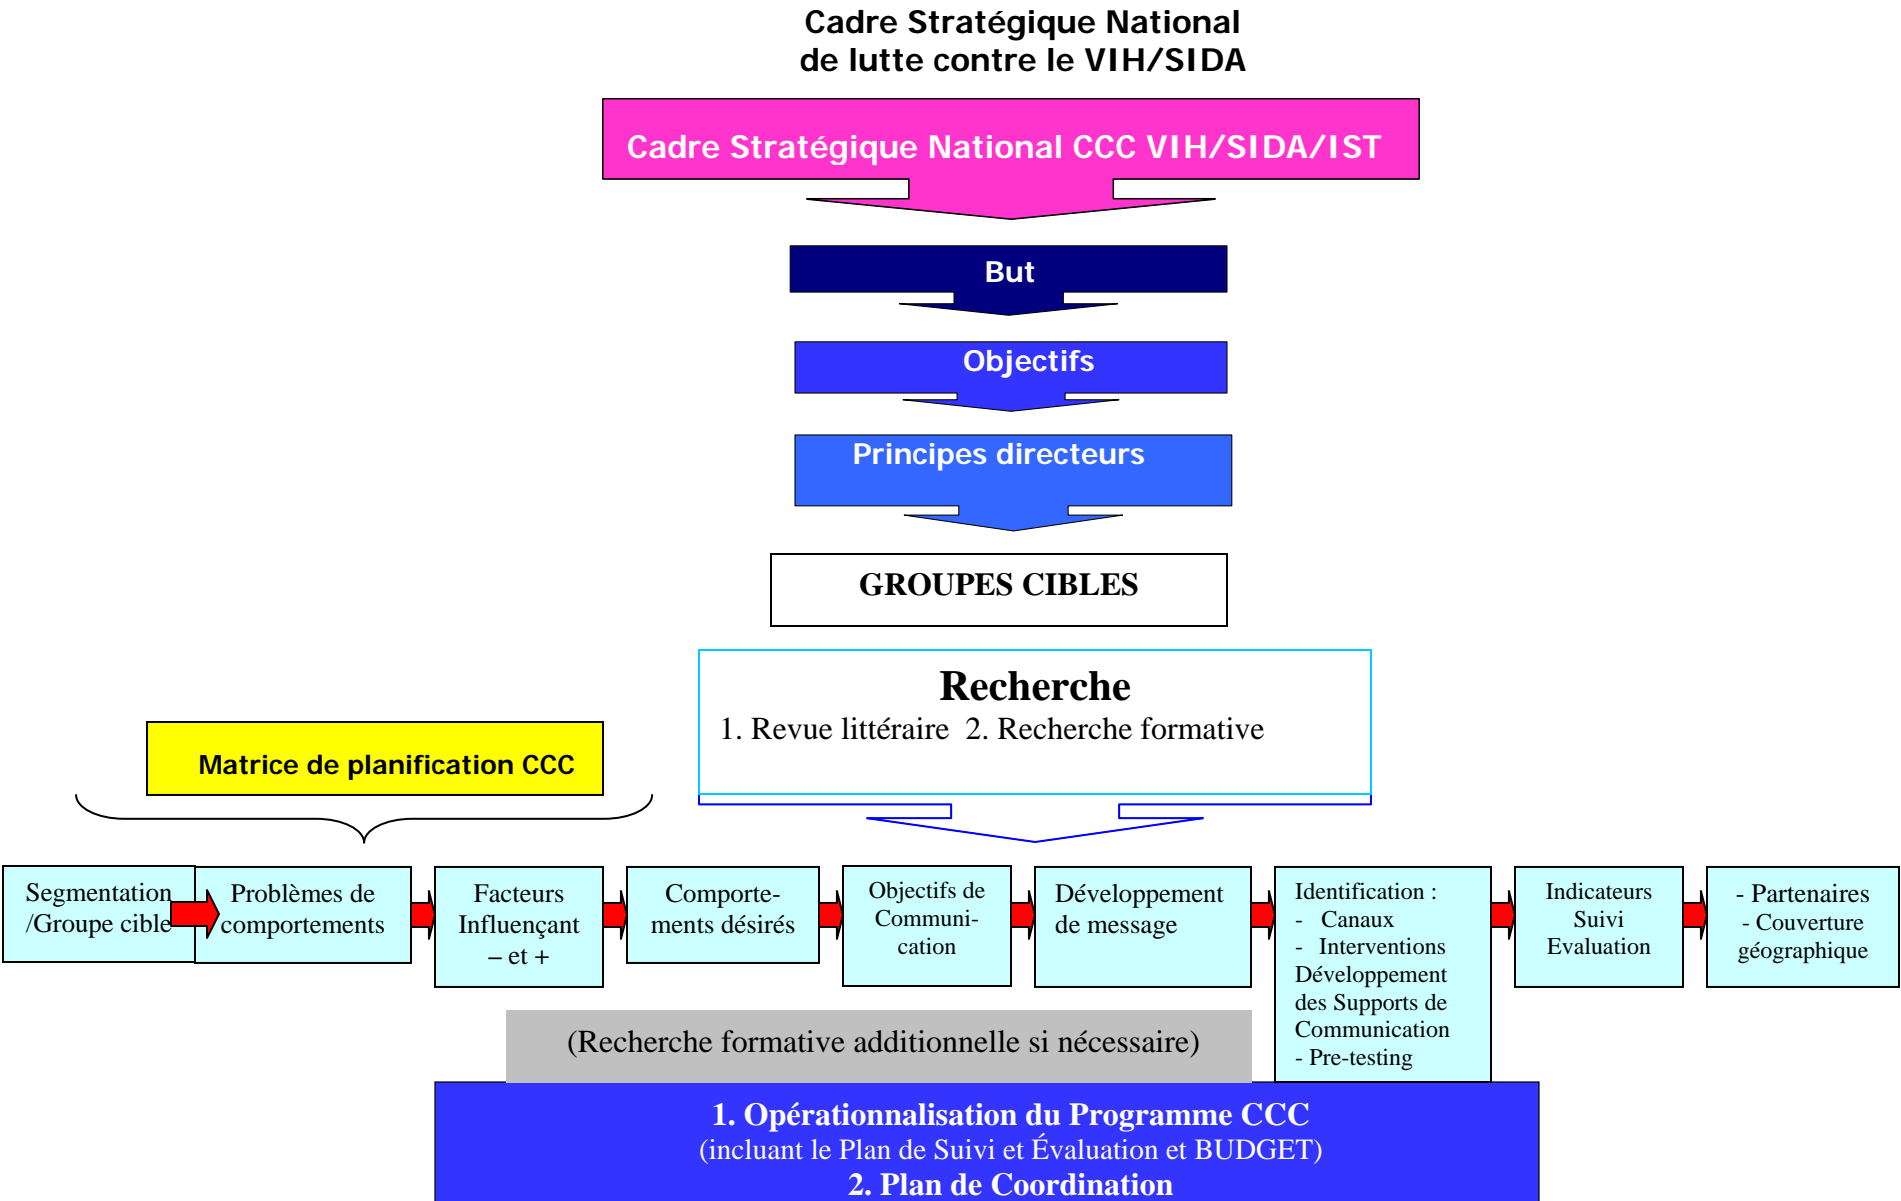 Cadre Stratégique National
de lutte contre le VIH/SIDA
Cadre Stratégique National CCC VIH/SIDA/IST
But
Objectifs
Principes directeurs
GROUPES CIBLES
Recherche
1. Revue littéraire 2. Recherche formative
Matrice de planification CCC
Segmentation
/Groupe cible
Problèmes de
comportements
Facteurs
Influençant
– et +
Comporte-
ments désirés
Objectifs de
Communi-
cation
Développement
de message
Identification :
- Canaux
- Interventions
Développement
des Supports de
Communication
- Pre-testing
Indicateurs
Suivi
Evaluation
- Partenaires
- Couverture
géographique
(Recherche formative additionnelle si nécessaire)
1. Opérationnalisation du Programme CCC
(incluant le Plan de Suivi et Évaluation et BUDGET)
2. Plan de Coordination